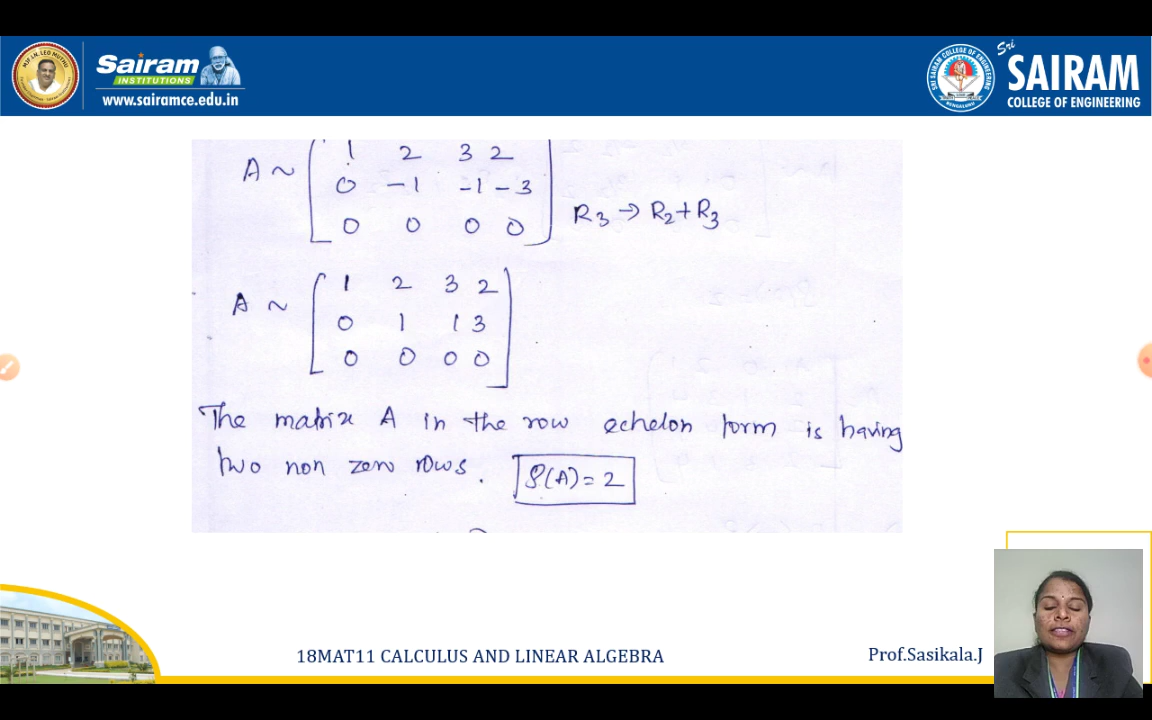 Sairam
INSTITUTIONS
www.sairamce.edu.in
Sri
SAIRAM
COLLEGE OF ENGINEERING
1 2 3 2
A ~ 0 -1 -1 -3
0 0 0 0 R3 → R2+R3
1 2 3 2
A ~ 0 1 1 3
0 0 0 0
The matrix A in the row echelon form is having
two non zero rows. ρ(A) = 2
18MAT11 CALCULUS AND LINEAR ALGEBRA
Prof.Sasikala.J